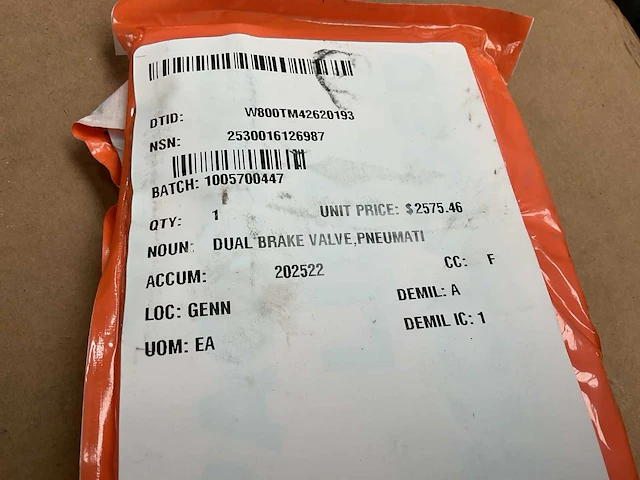 DTID: W800TM42620193
NSN: 2530016126987
BATCH: 1005700447
QTY: 1 UNIT PRICE: $2575.46
NOUN: DUAL BRAKE VALVE,PNEUMATI
ACCUM: 202522 CC: F
LOC: GENN DEMIL: A
UOM: EA DEMIL IC: 1